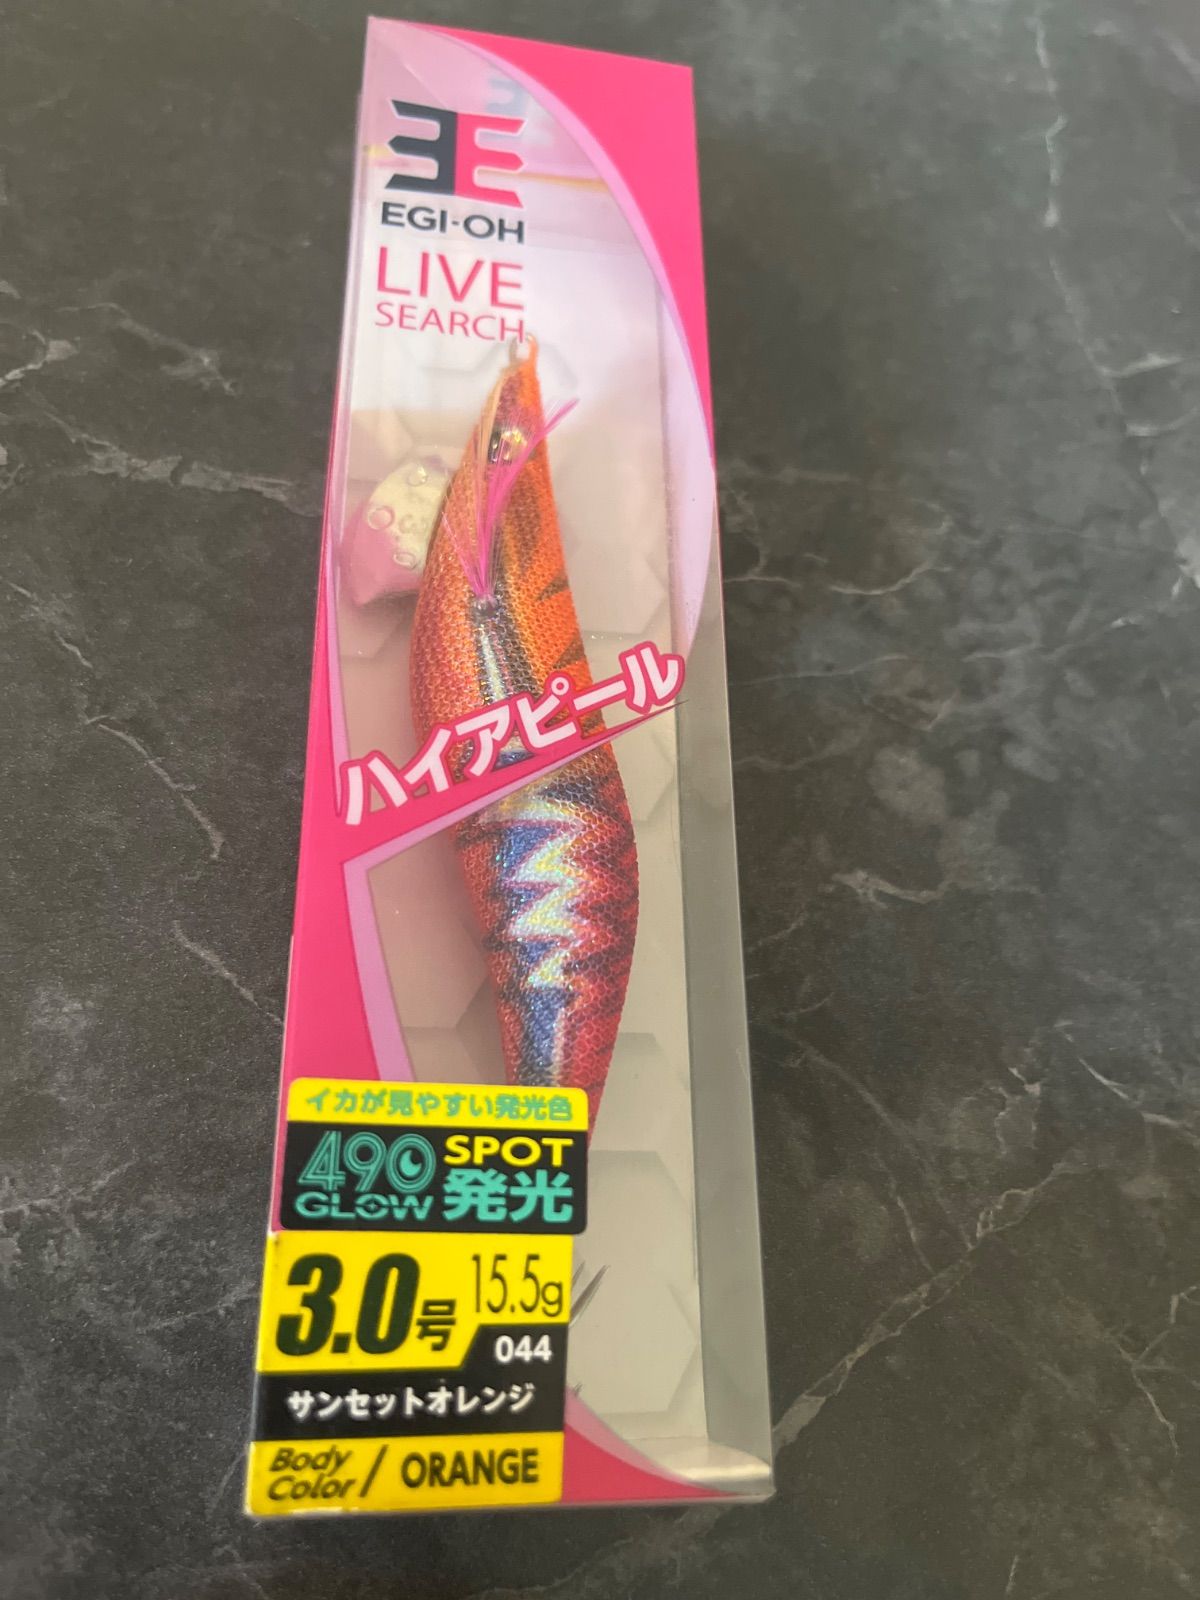 EGI-OH
LIVE
SEARCH
ハイアピール
イカが見やすい発光色
490 SPOT
GLOW 発光
3.0号 15.5g
044
サンセットオレンジ
Body Color / ORANGE